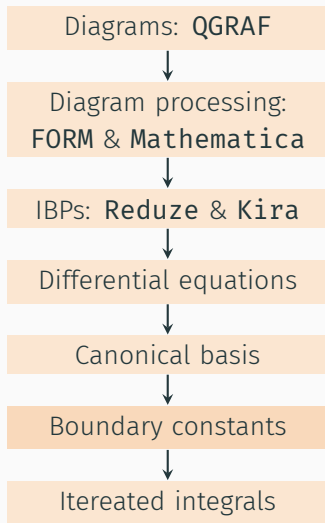 Diagrams: QGRAF
Diagram processing:
FORM & Mathematica
IBPs: Reduze & Kira
Differential equations
Canonical basis
Boundary constants
Itereated integrals